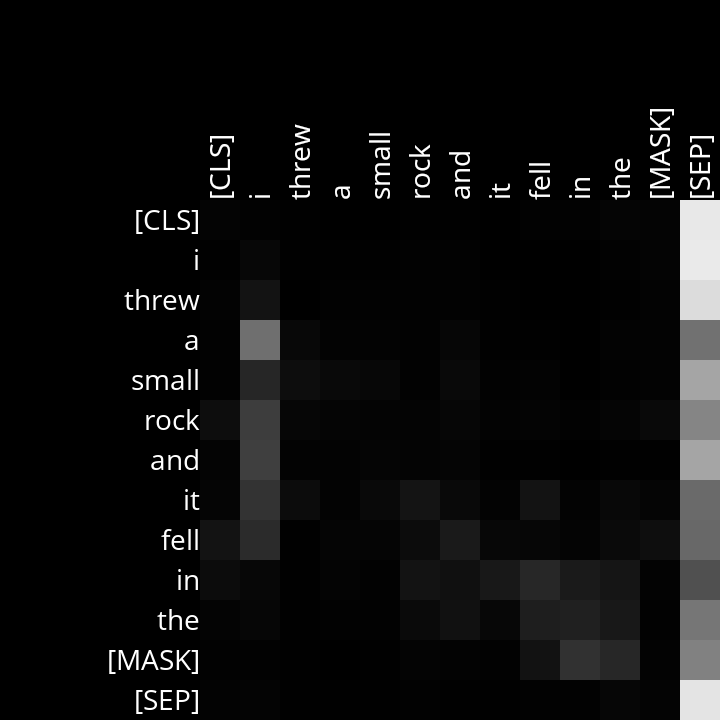 [CLS] i threw a small rock and it fell in the [MASK] [SEP]
[CLS]
i
threw
a
small
rock
and
it
fell
in
the
[MASK]
[SEP]